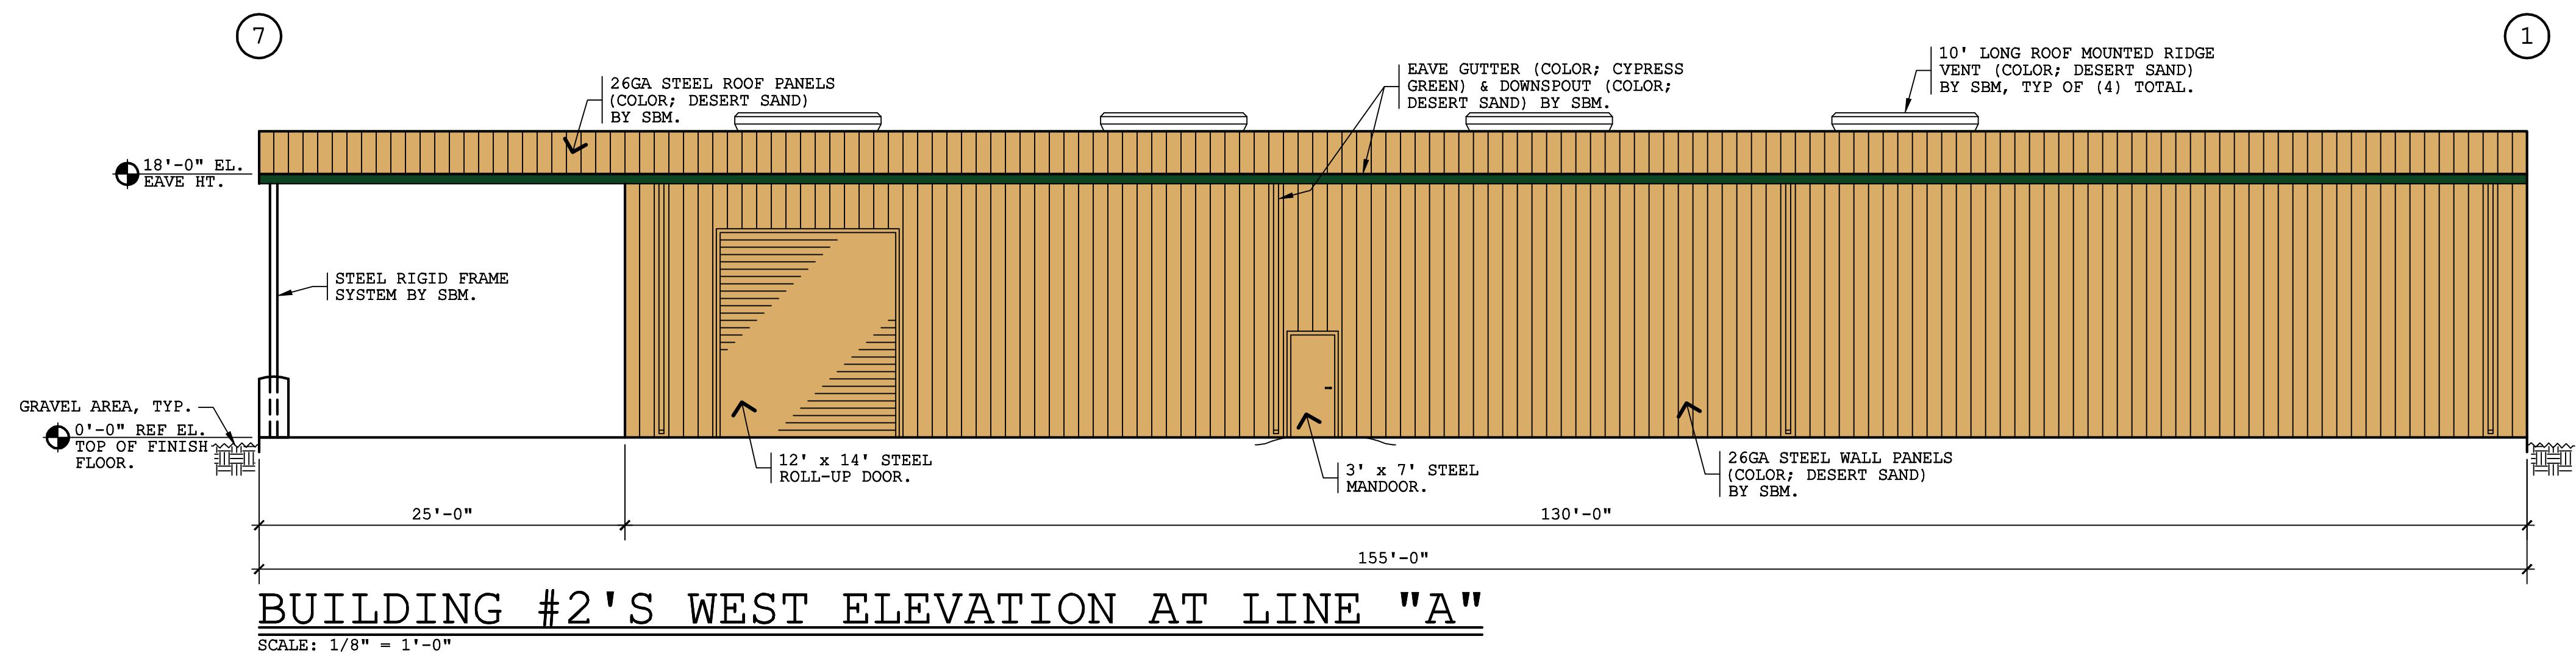 7
1
26GA STEEL ROOF PANELS
(COLOR; DESERT SAND)
BY SBM.
EAVE GUTTER (COLOR; CYPRESS
GREEN) & DOWNSPOUT (COLOR;
DESERT SAND) BY SBM.
10' LONG ROOF MOUNTED RIDGE
VENT (COLOR; DESERT SAND)
BY SBM, TYP OF (4) TOTAL.
18'-0" EL.
EAVE HT.
STEEL RIGID FRAME
SYSTEM BY SBM.
GRAVEL AREA, TYP.
0'-0" REF EL.
TOP OF FINISH
FLOOR.
12' x 14' STEEL
ROLL-UP DOOR.
3' x 7' STEEL
MANDOOR.
26GA STEEL WALL PANELS
(COLOR; DESERT SAND)
BY SBM.
25'-0"
130'-0"
155'-0"
BUILDING #2'S WEST ELEVATION AT LINE "A"
SCALE: 1/8" = 1'-0"